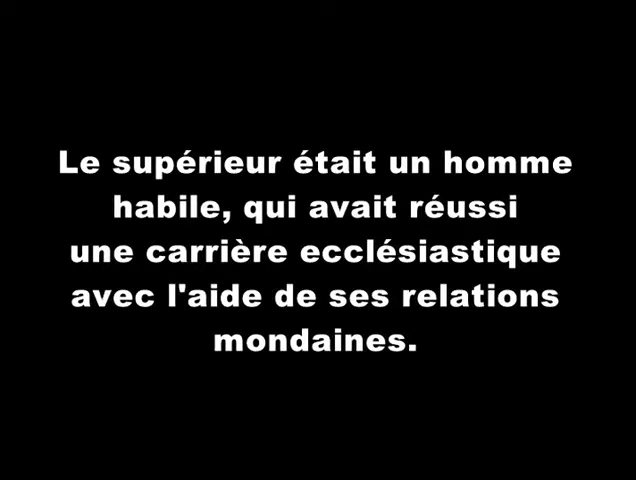 Le supérieur était un homme
habile, qui avait réussi
une carrière ecclésiastique
avec l'aide de ses relations
mondaines.